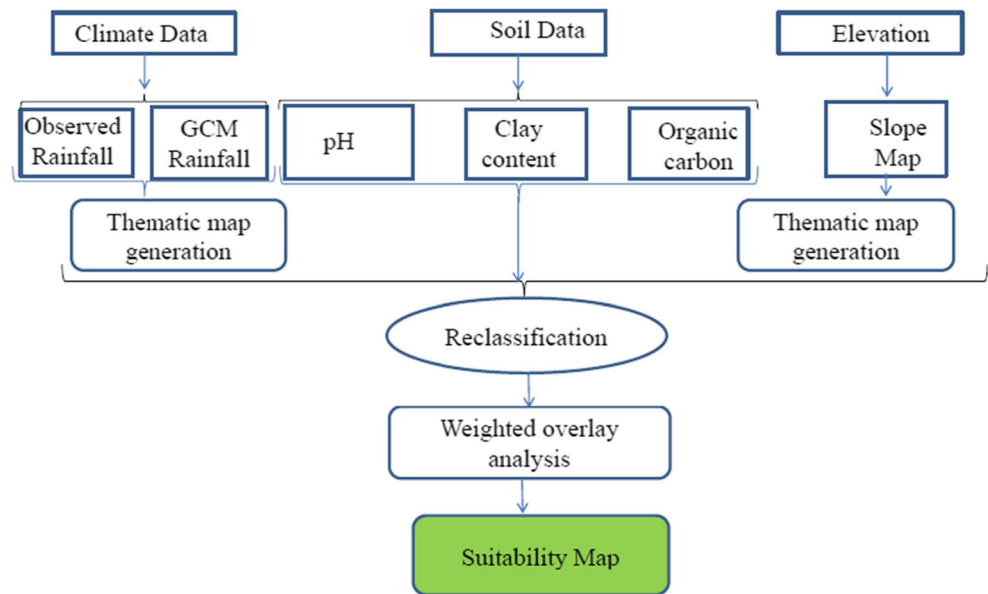 Climate Data
Soil Data
Elevation
Observed
Rainfall
GCM
Rainfall
pH
Clay
content
Organic
carbon
Slope
Map
Thematic map
generation
Thematic map
generation
Reclassification
Weighted overlay
analysis
Suitability Map